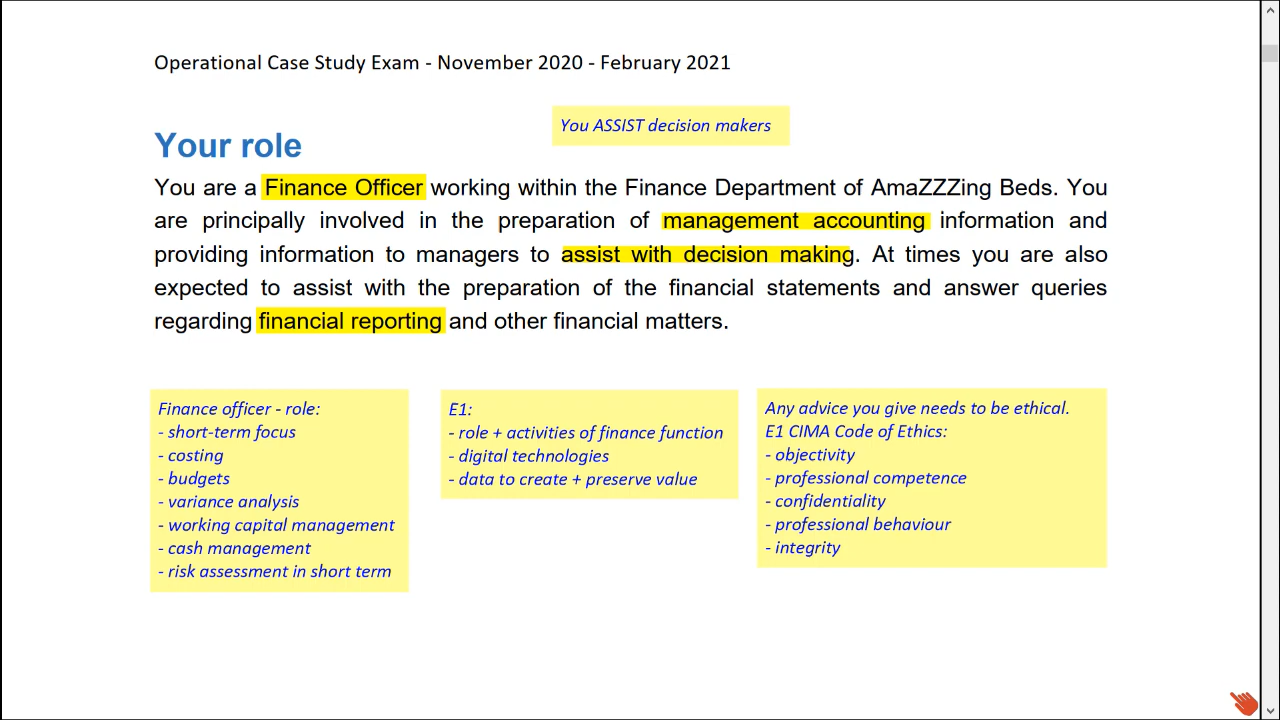 Operational Case Study Exam - November 2020 - February 2021
You ASSIST decision makers
Your role
You are a Finance Officer working within the Finance Department of AmaZZZing Beds. You
are principally involved in the preparation of management accounting information and
providing information to managers to assist with decision making. At times you are also
expected to assist with the preparation of the financial statements and answer queries
regarding financial reporting and other financial matters.
Finance officer - role:
- short-term focus
- costing
- budgets
- variance analysis
- working capital management
- cash management
- risk assessment in short term
E1:
- role + activities of finance function
- digital technologies
- data to create + preserve value
Any advice you give needs to be ethical.
E1 CIMA Code of Ethics:
- objectivity
- professional competence
- confidentiality
- professional behaviour
- integrity